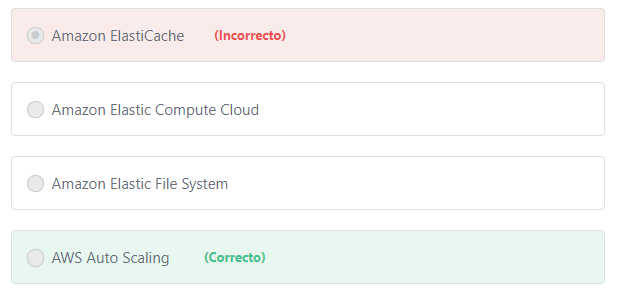 Amazon ElastiCache (Incorrecto)
Amazon Elastic Compute Cloud
Amazon Elastic File System
AWS Auto Scaling (Correcto)